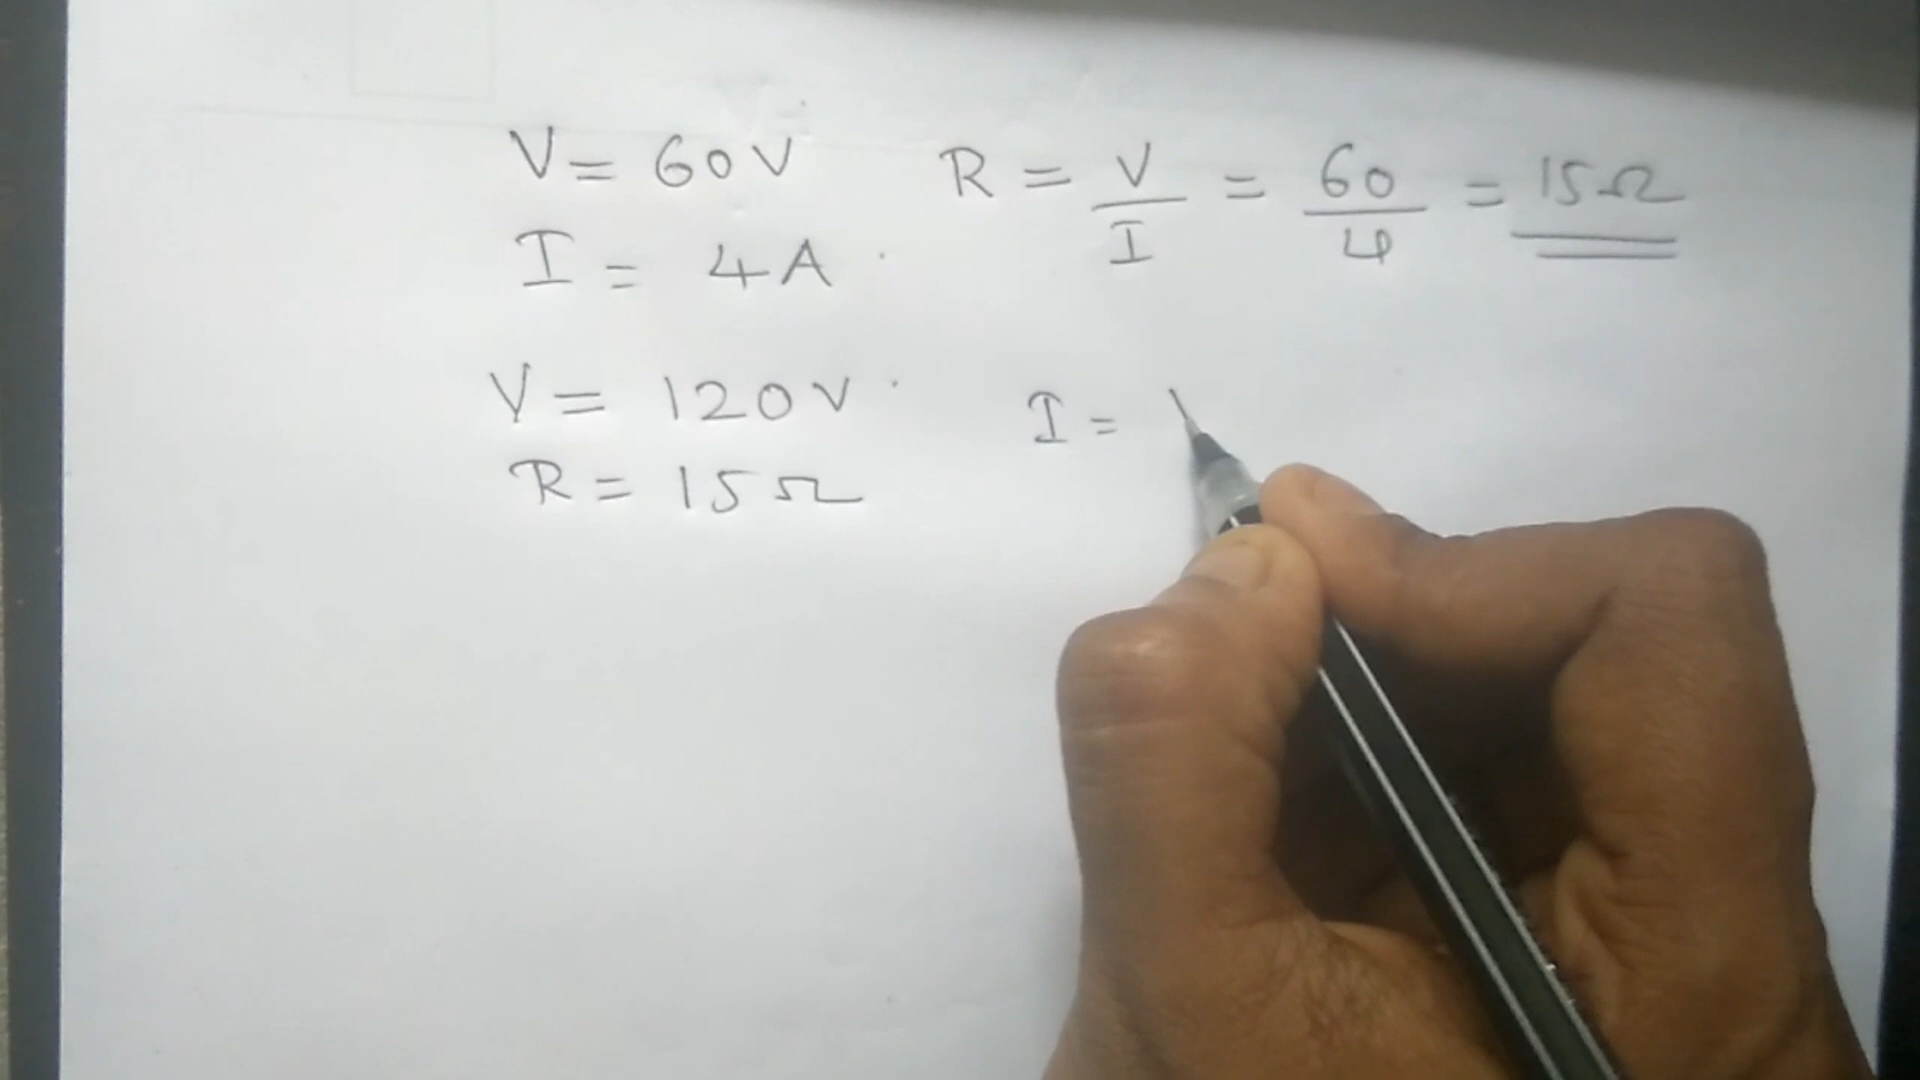 V = 60V
I = 4A
R = V/I = 60/4 = 15Ω
V = 120V
R = 15Ω
I =